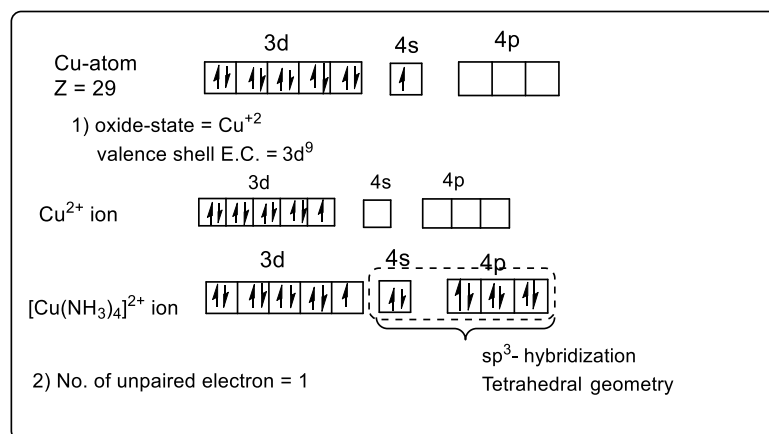 3d 4s 4p
Cu-atom
Z = 29
1) oxide-state = Cu⁺²
valence shell E.C. = 3d⁹
3d 4s 4p
Cu²⁺ ion
3d 4s 4p
[Cu(NH₃)₄]²⁺ ion
sp³- hybridization
2) No. of unpaired electron = 1
Tetrahedral geometry